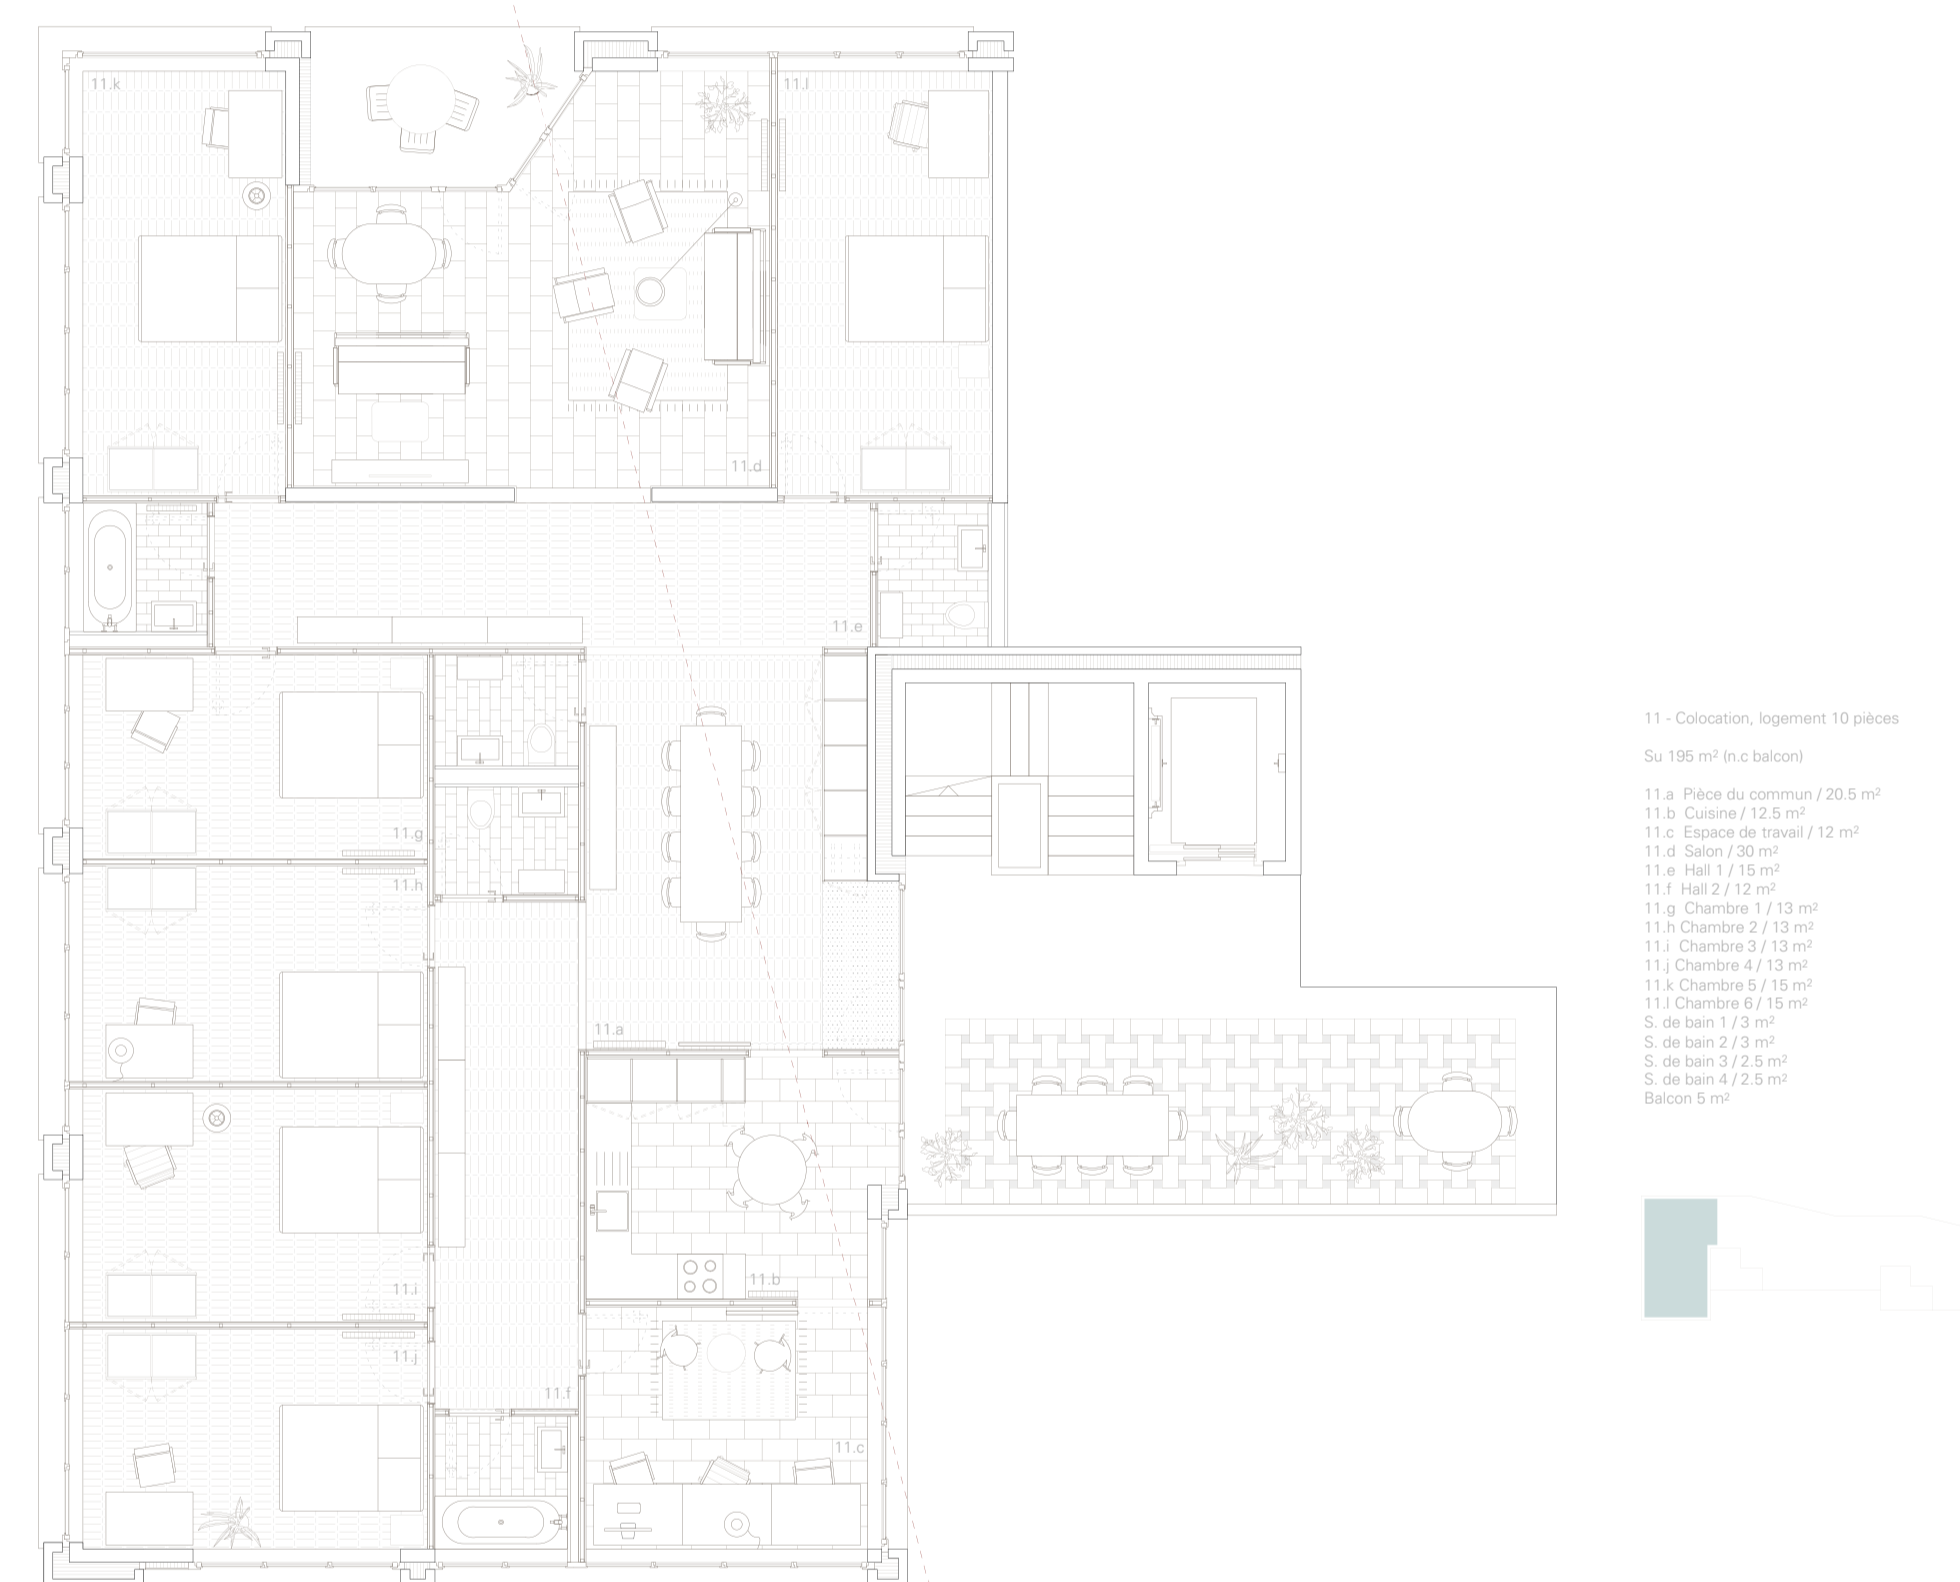 11.k
11.l
11.d
11.e
11.g
11.h
11.a
11.i
11.b
11.j
11.f
11.c
11 - Colocation, logement 10 pièces
Su 195 m² (n.c balcon)
11.a Pièce du commun / 20.5 m²
11.b Cuisine / 12.5 m²
11.c Espace de travail / 12 m²
11.d Salon / 30 m²
11.e Hall 1 / 15 m²
11.f Hall 2 / 12 m²
11.g Chambre 1 / 13 m²
11.h Chambre 2 / 13 m²
11.i Chambre 3 / 13 m²
11.j Chambre 4 / 13 m²
11.k Chambre 5 / 15 m²
11.l Chambre 6 / 15 m²
S. de bain 1 / 3 m²
S. de bain 2 / 3 m²
S. de bain 3 / 2.5 m²
S. de bain 4 / 2.5 m²
Balcon 5 m²